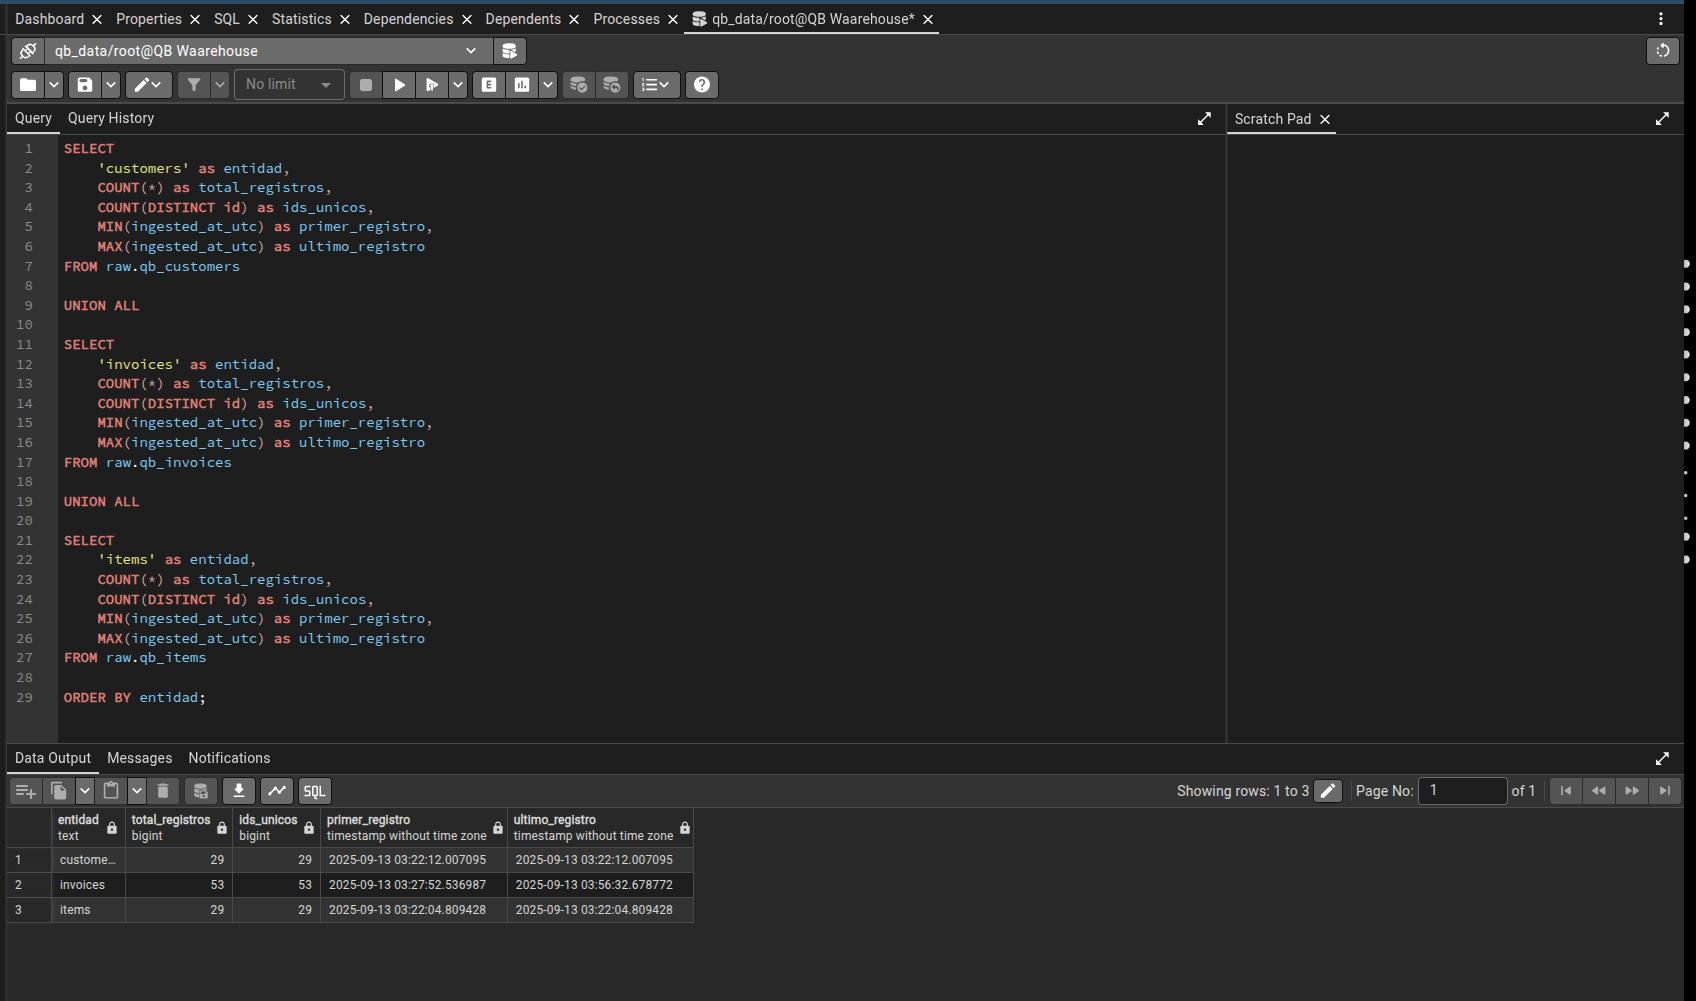 Dashboard Properties SQL Statistics Dependencies Dependents Processes qb_data/root@QB Waarehouse*
qb_data/root@QB Waarehouse
No limit
E
Query Query History
Scratch Pad
1 SELECT
2 'customers' as entidad,
3 COUNT(*) as total_registros,
4 COUNT(DISTINCT id) as ids_unicos,
5 MIN(ingested_at_utc) as primer_registro,
6 MAX(ingested_at_utc) as ultimo_registro
7 FROM raw.qb_customers
8
9 UNION ALL
10
11 SELECT
12 'invoices' as entidad,
13 COUNT(*) as total_registros,
14 COUNT(DISTINCT id) as ids_unicos,
15 MIN(ingested_at_utc) as primer_registro,
16 MAX(ingested_at_utc) as ultimo_registro
17 FROM raw.qb_invoices
18
19 UNION ALL
20
21 SELECT
22 'items' as entidad,
23 COUNT(*) as total_registros,
24 COUNT(DISTINCT id) as ids_unicos,
25 MIN(ingested_at_utc) as primer_registro,
26 MAX(ingested_at_utc) as ultimo_registro
27 FROM raw.qb_items
28
29 ORDER BY entidad;
Data Output Messages Notifications
SQL Showing rows: 1 to 3 Page No: 1 of 1
entidad total_registros ids_unicos primer_registro ultimo_registro
text bigint bigint timestamp without time zone timestamp without time zone
1 custome... 29 29 2025-09-13 03:22:12.007095 2025-09-13 03:22:12.007095
2 invoices 53 53 2025-09-13 03:27:52.536987 2025-09-13 03:56:32.678772
3 items 29 29 2025-09-13 03:22:04.809428 2025-09-13 03:22:04.809428